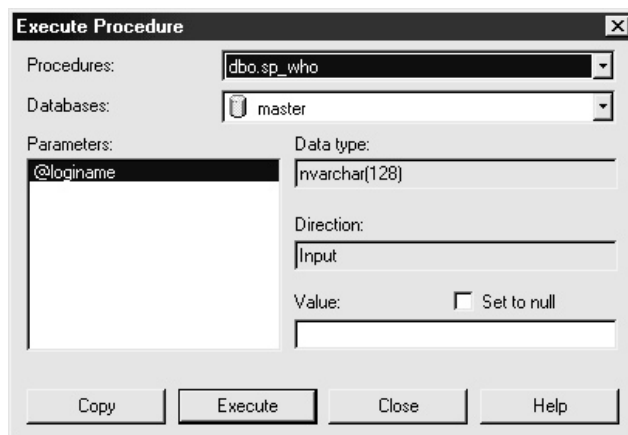 Execute Procedure
Procedures:
dbo.sp_who
Databases:
master
Parameters:
@loginame
Data type:
nvarchar(128)
Direction:
Input
Value:
Set to null
Copy
Execute
Close
Help